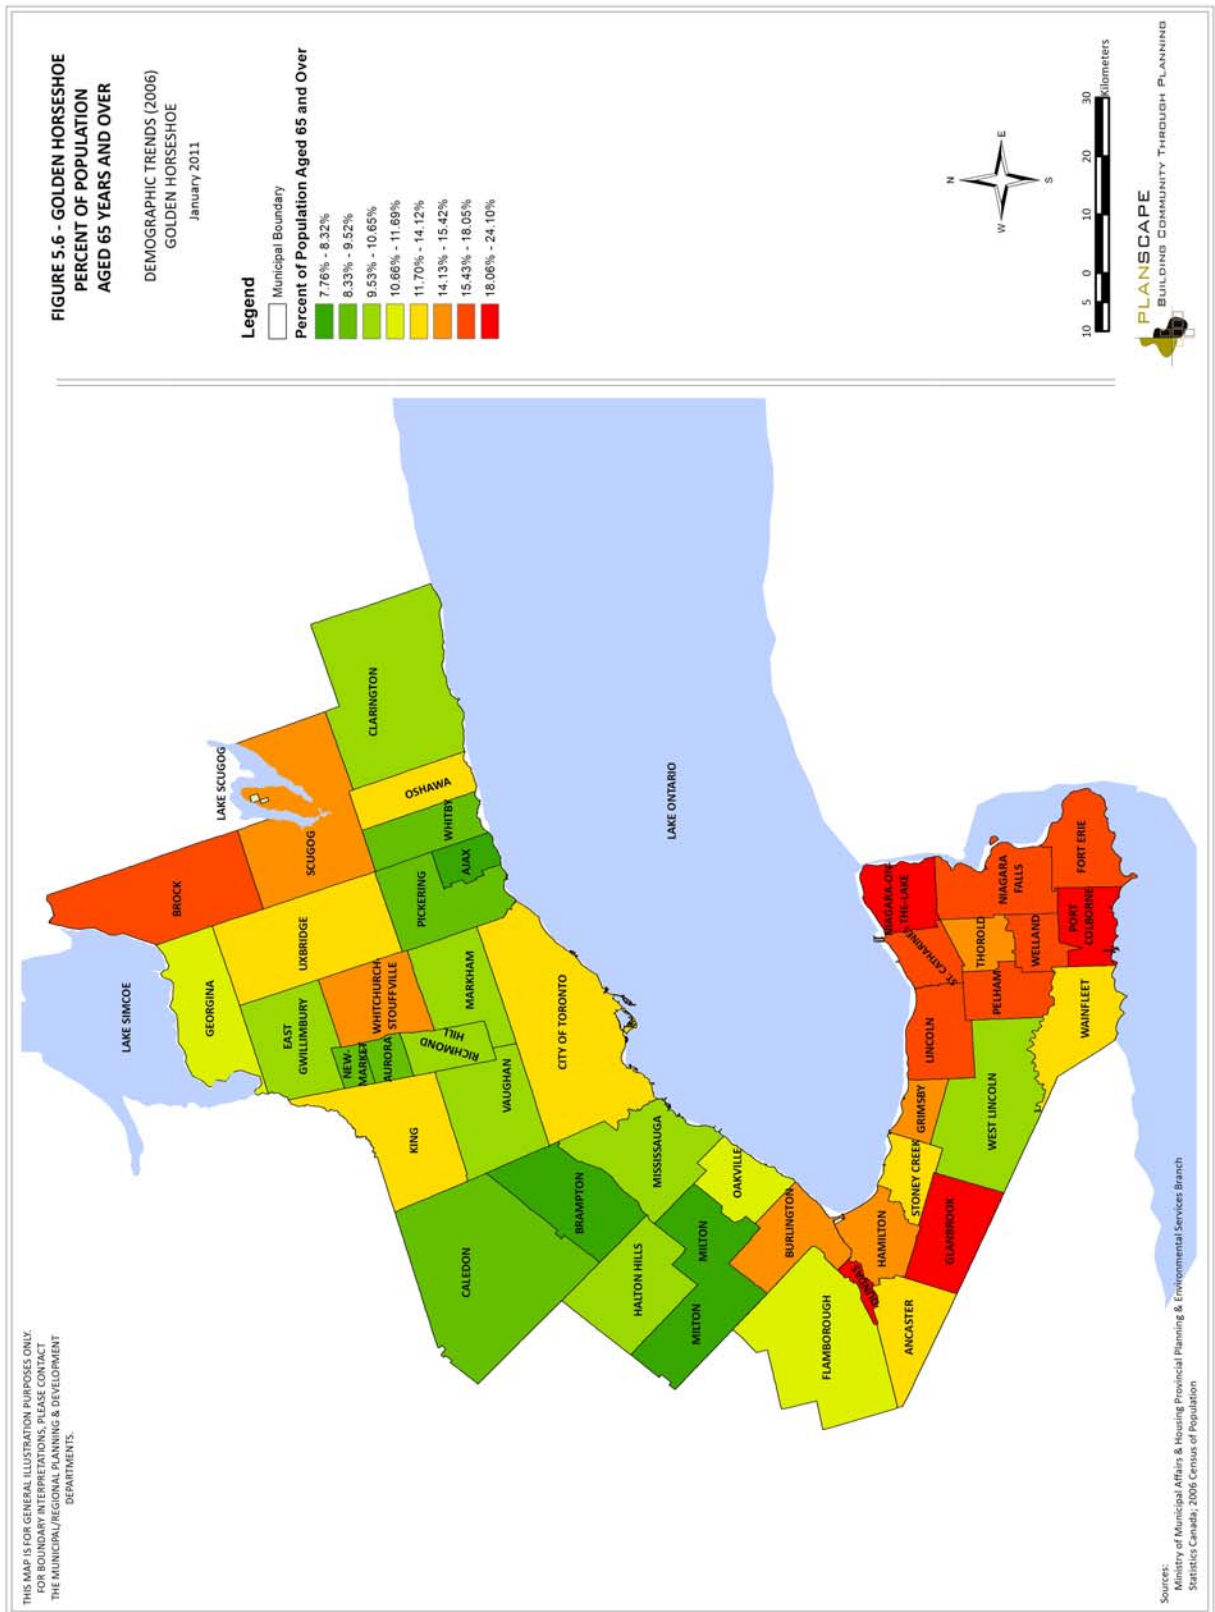 FIGURE 5.6 - GOLDEN HORSESHOE
PERCENT OF POPULATION
AGED 65 YEARS AND OVER
DEMOGRAPHIC TRENDS (2006)
GOLDEN HORSESHOE
January 2011
Legend
Municipal Boundary
Percent of Population Aged 65 and Over
7.76% - 8.32%
8.33% - 9.52%
9.53% - 10.65%
10.66% - 11.69%
11.70% - 14.12%
14.13% - 15.42%
15.43% - 18.05%
18.06% - 24.10%
N
W
E
S
10 5 0 10 20 30
Kilometers
PLANSCAPE
BUILDING COMMUNITY THROUGH PLANNING
THIS MAP IS FOR GENERAL ILLUSTRATION PURPOSES ONLY.
FOR BOUNDARY INTERPRETATIONS, PLEASE CONTACT
THE MUNICIPAL/REGIONAL PLANNING & DEVELOPMENT
DEPARTMENTS.
LAKE SIMCOE
LAKE SCUGOG
BROCK
GEORGINA
SCUGOG
UXBRIDGE
EAST
GWILLIMBURY
WHITCHURCH-
STOUFFVILLE
NEW-
MARKET
AURORA
KING
RICHMOND
HILL
MARKHAM
VAUGHAN
PICKERING
AJAX
WHITBY
OSHAWA
CLARINGTON
CITY OF TORONTO
CALEDON
BRAMPTON
MISSISSAUGA
HALTON HILLS
MILTON
MILTON
OAKVILLE
BURLINGTON
LAKE ONTARIO
FLAMBOROUGH
DUNDAS
HAMILTON
ANCASTER
STONEY CREEK
GLANBROOK
GRIMSBY
WEST LINCOLN
LINCOLN
ST. CATHARINES
NIAGARA-ON-
THE-LAKE
PELHAM
THOROLD
NIAGARA
FALLS
WELLAND
WAINFLEET
PORT
COLBORNE
FORT ERIE
Sources:
Ministry of Municipal Affairs & Housing Provincial Planning & Environmental Services Branch
Statistics Canada; 2006 Census of Population